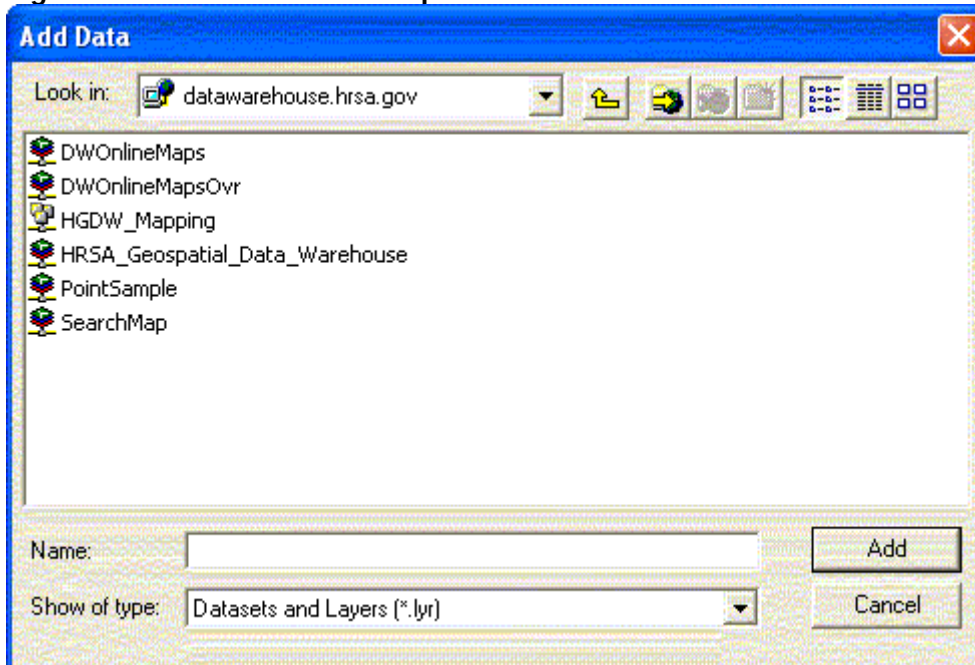 Add Data
Look in: datawarehouse.hrsa.gov
DWOnlineMaps
DWOnlineMapsOvr
HGDW_Mapping
HRSA_Geospatial_Data_Warehouse
PointSample
SearchMap
Name: Add
Show of type: Datasets and Layers (*.lyr) Cancel